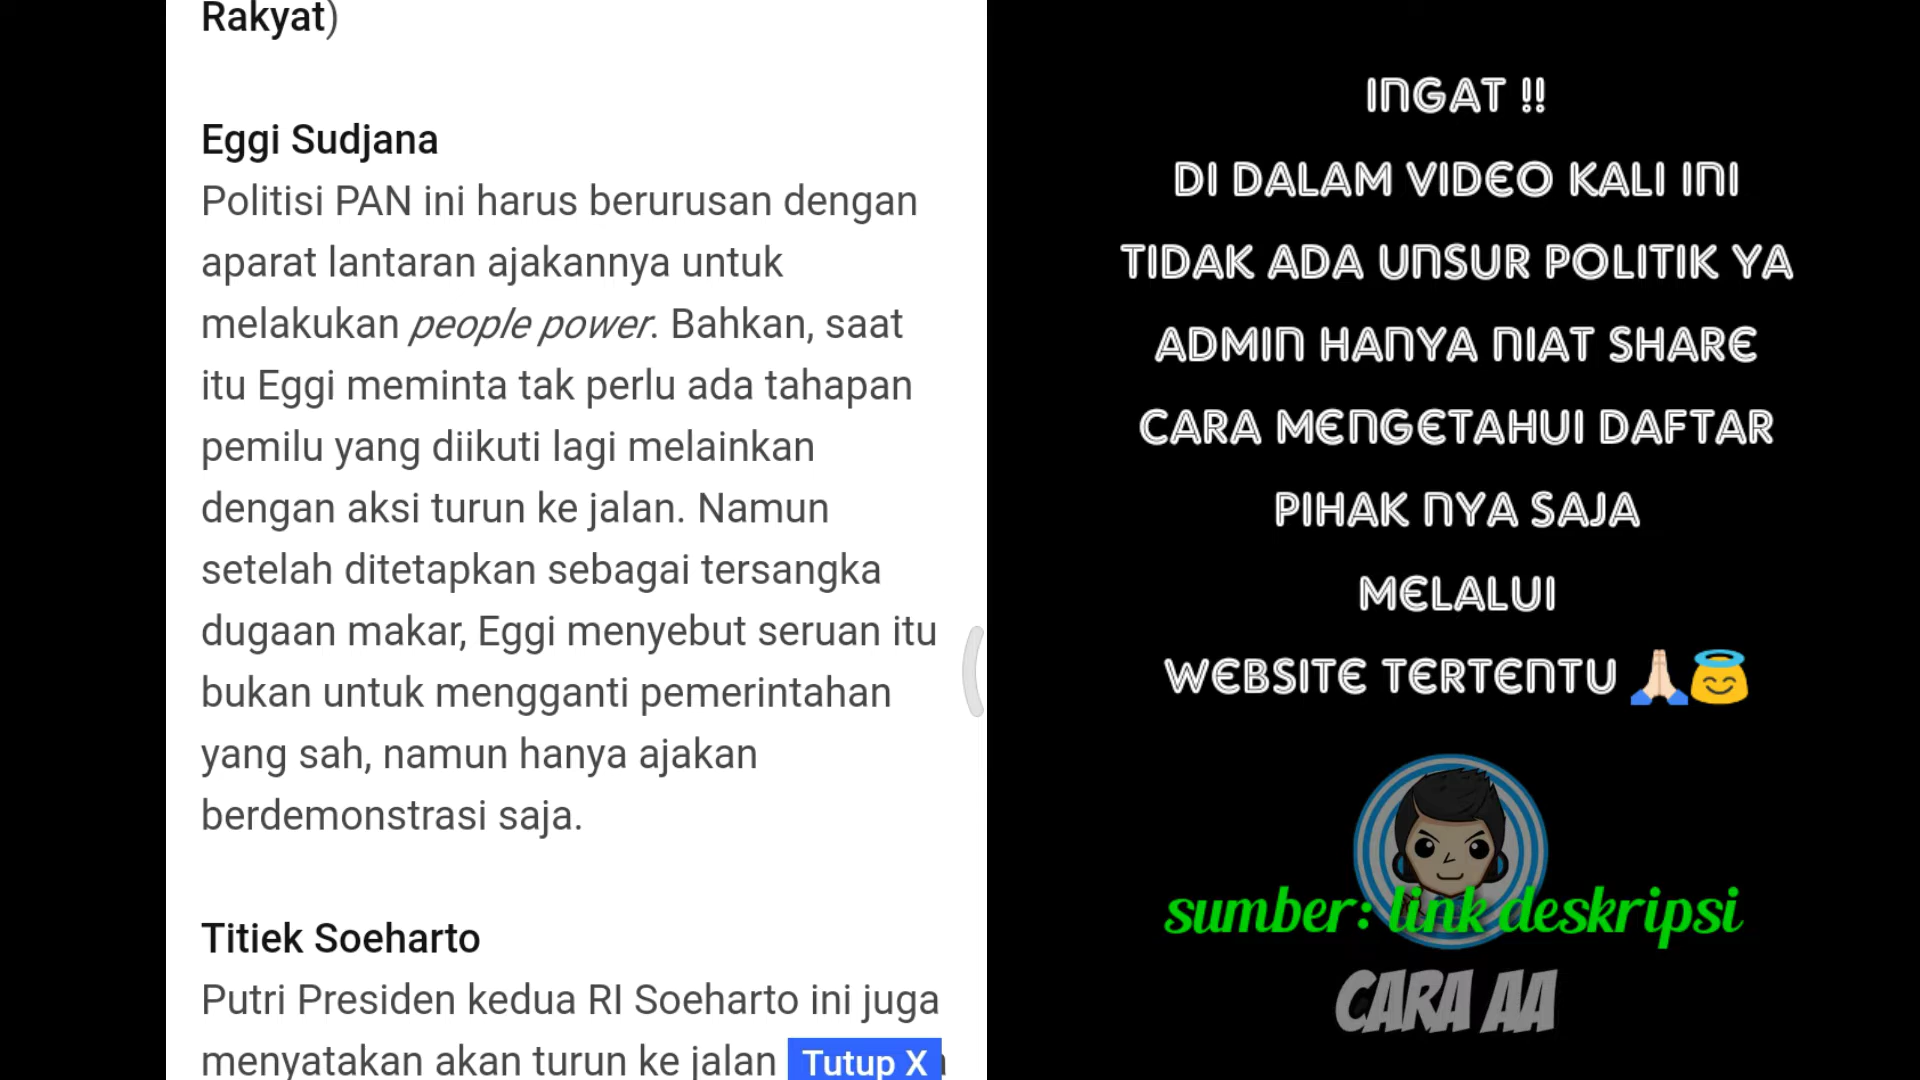 Rakyat)
Eggi Sudjana
Politisi PAN ini harus berurusan dengan
aparat lantaran ajakannya untuk
melakukan people power. Bahkan, saat
itu Eggi meminta tak perlu ada tahapan
pemilu yang diikuti lagi melainkan
dengan aksi turun ke jalan. Namun
setelah ditetapkan sebagai tersangka
dugaan makar, Eggi menyebut seruan itu
bukan untuk mengganti pemerintahan
yang sah, namun hanya ajakan
berdemonstrasi saja.
Titiek Soeharto
Putri Presiden kedua RI Soeharto ini juga
menyatakan akan turun ke jalan
Tutup X
INGAT !!
DI DALAM VIDEO KALI INI
TIDAK ADA UNSUR POLITIK YA
ADMIN HANYA NIAT SHARE
CARA MENGETAHUI DAFTAR
PIHAK NYA SAJA
MELALUI
WEBSITE TERTENTU 🙏🏻😇
sumber: link deskripsi
CARA AA